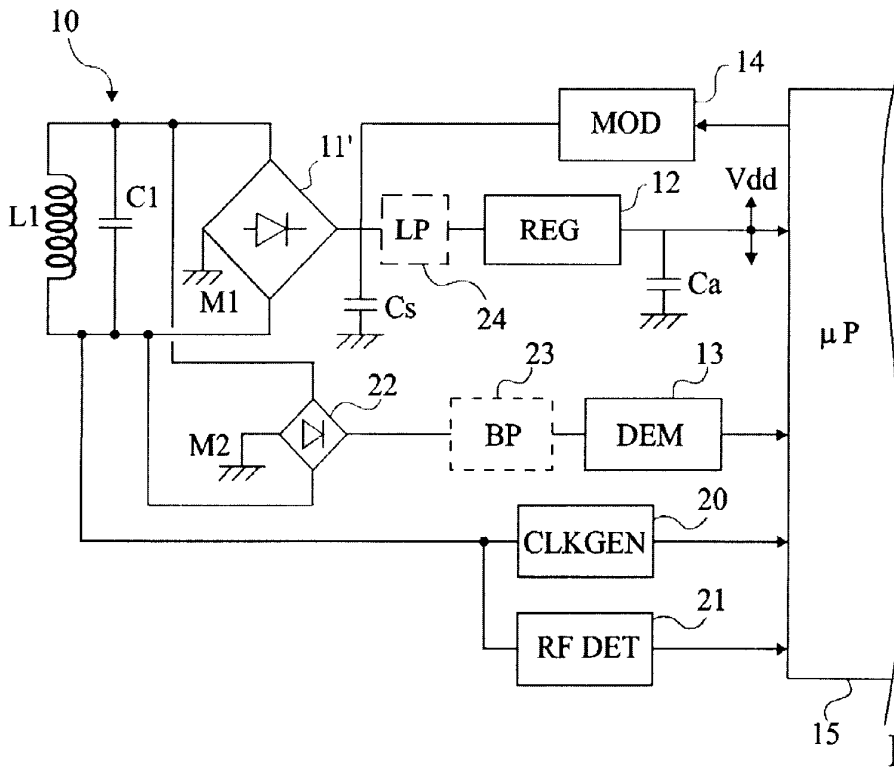 10
14
MOD
11'
12
Vdd
L1
C1
LP
REG
M1
Cs
24
Ca
μP
23
13
22
M2
BP
DEM
20
CLKGEN
21
RF DET
15